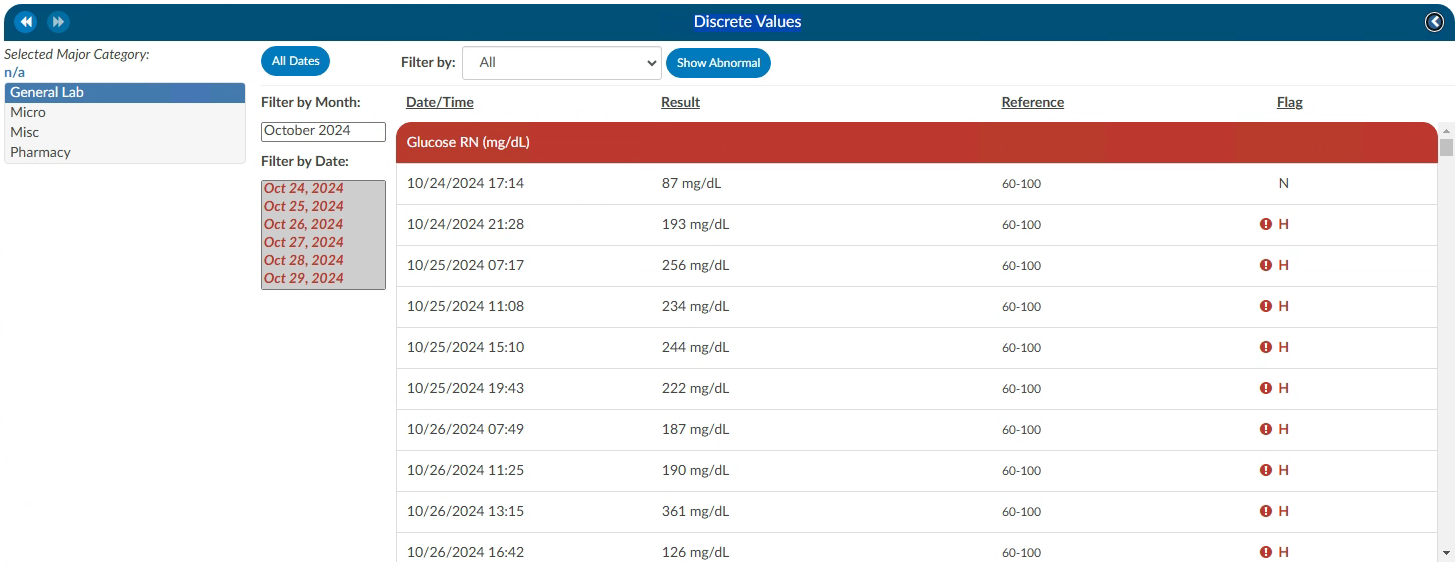 Discrete Values
Selected Major Category:
n/a
General Lab
Micro
Misc
Pharmacy
All Dates
Filter by: All
Show Abnormal
Filter by Month:
October 2024
Filter by Date:
Oct 24, 2024
Oct 25, 2024
Oct 26, 2024
Oct 27, 2024
Oct 28, 2024
Oct 29, 2024
Date/Time Result Reference Flag
Glucose RN (mg/dL)
10/24/2024 17:14 87 mg/dL 60-100 N
10/24/2024 21:28 193 mg/dL 60-100 H
10/25/2024 07:17 256 mg/dL 60-100 H
10/25/2024 11:08 234 mg/dL 60-100 H
10/25/2024 15:10 244 mg/dL 60-100 H
10/25/2024 19:43 222 mg/dL 60-100 H
10/26/2024 07:49 187 mg/dL 60-100 H
10/26/2024 11:25 190 mg/dL 60-100 H
10/26/2024 13:15 361 mg/dL 60-100 H
10/26/2024 16:42 126 mg/dL 60-100 H